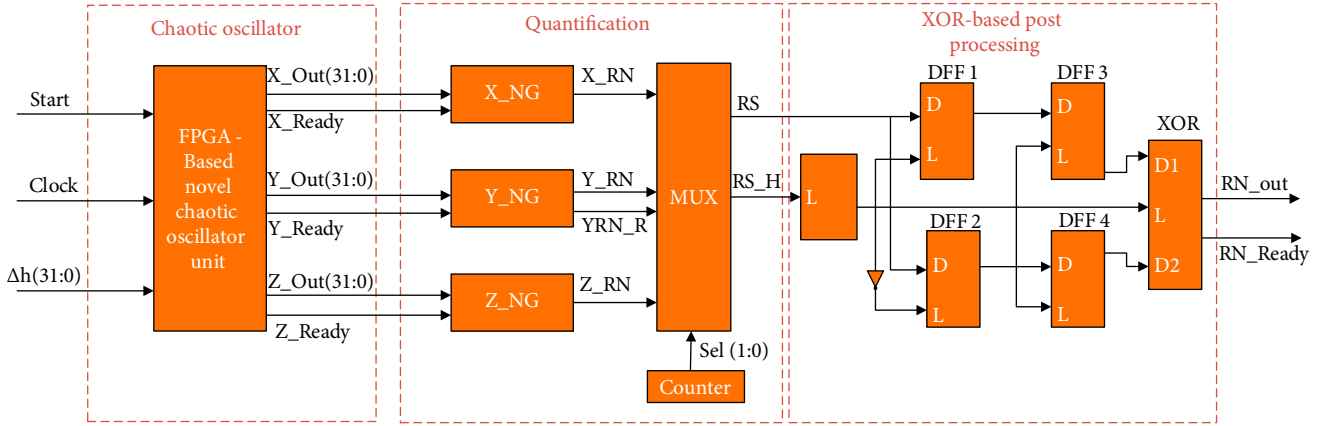 Chaotic oscillator
Start
Clock
Δh(31:0)
FPGA -
Based
novel
chaotic
oscillator
unit
X_Out(31:0)
X_Ready
Y_Out(31:0)
Y_Ready
Z_Out(31:0)
Z_Ready
Quantification
X_NG
Y_NG
Z_NG
X_RN
Y_RN
YRN_R
Z_RN
MUX
Sel (1:0)
Counter
RS
RS_H
XOR-based post
processing
L
DFF 1
D
L
DFF 2
D
L
DFF 3
D
L
DFF 4
D
L
XOR
D1
L
D2
RN_out
RN_Ready